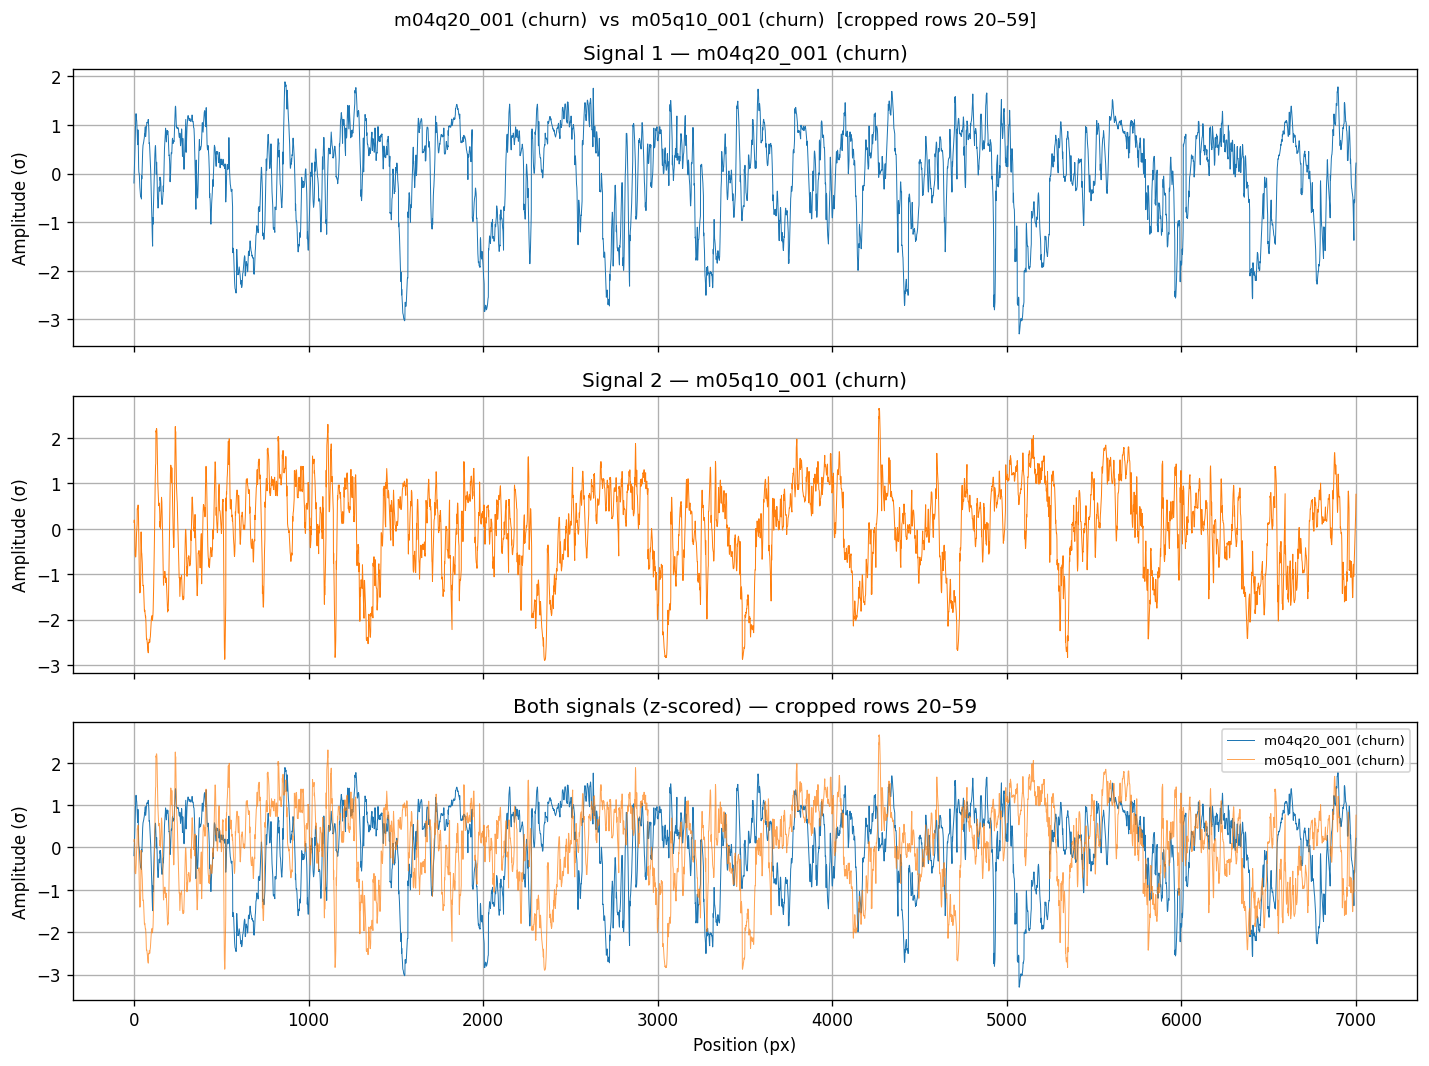 m04q20_001 (churn)  vs  m05q10_001 (churn)  [cropped rows 20–59]
Signal 1 — m04q20_001 (churn)
Amplitude (σ)
2
1
0
−1
−2
−3
Signal 2 — m05q10_001 (churn)
Amplitude (σ)
2
1
0
−1
−2
−3
Both signals (z-scored) — cropped rows 20–59
Amplitude (σ)
2
1
0
−1
−2
−3
m04q20_001 (churn)
m05q10_001 (churn)
0 1000 2000 3000 4000 5000 6000 7000
Position (px)